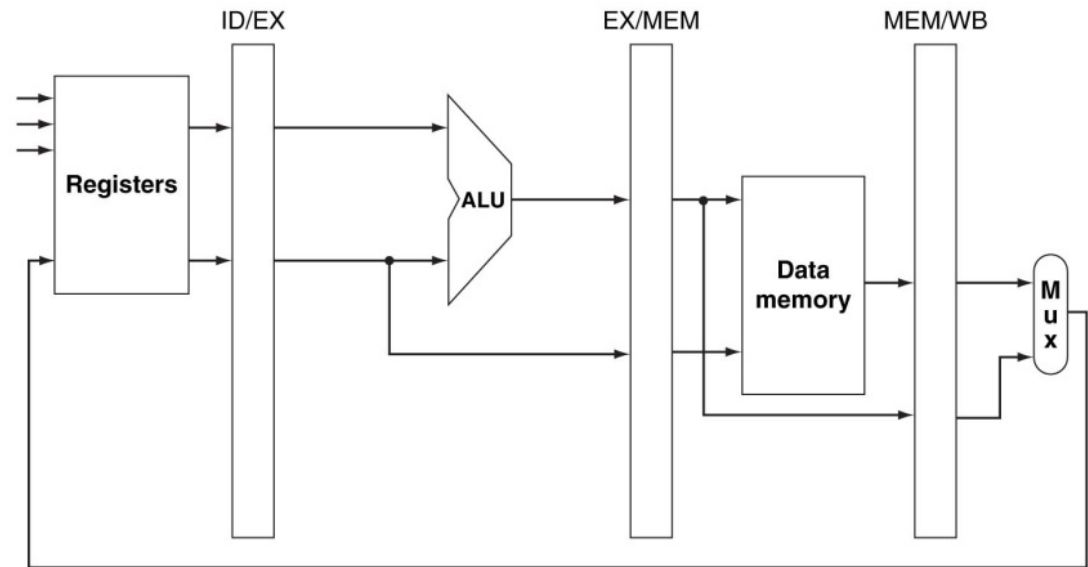 ID/EX
EX/MEM
MEM/WB
Registers
ALU
Data
memory
M
u
x